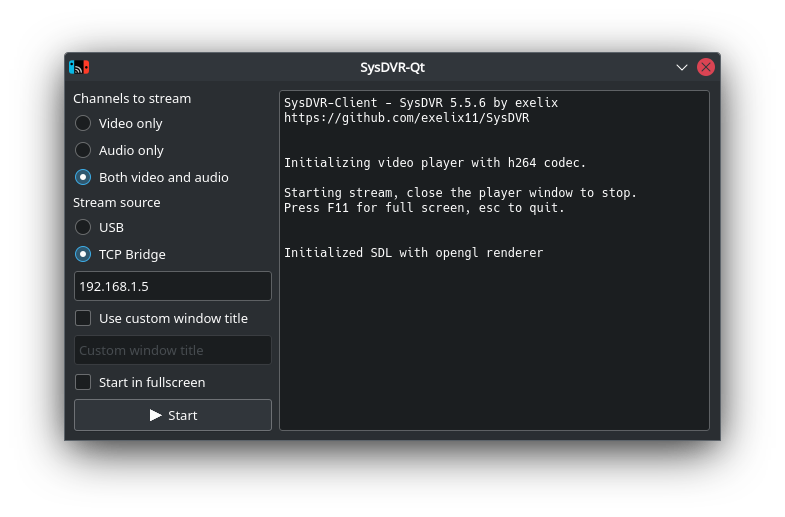 SysDVR-Qt
Channels to stream
Video only
Audio only
Both video and audio
Stream source
USB
TCP Bridge
192.168.1.5
Use custom window title
Custom window title
Start in fullscreen
Start
SysDVR-Client - SysDVR 5.5.6 by exelix
https://github.com/exelix11/SysDVR
Initializing video player with h264 codec.
Starting stream, close the player window to stop.
Press F11 for full screen, esc to quit.
Initialized SDL with opengl renderer